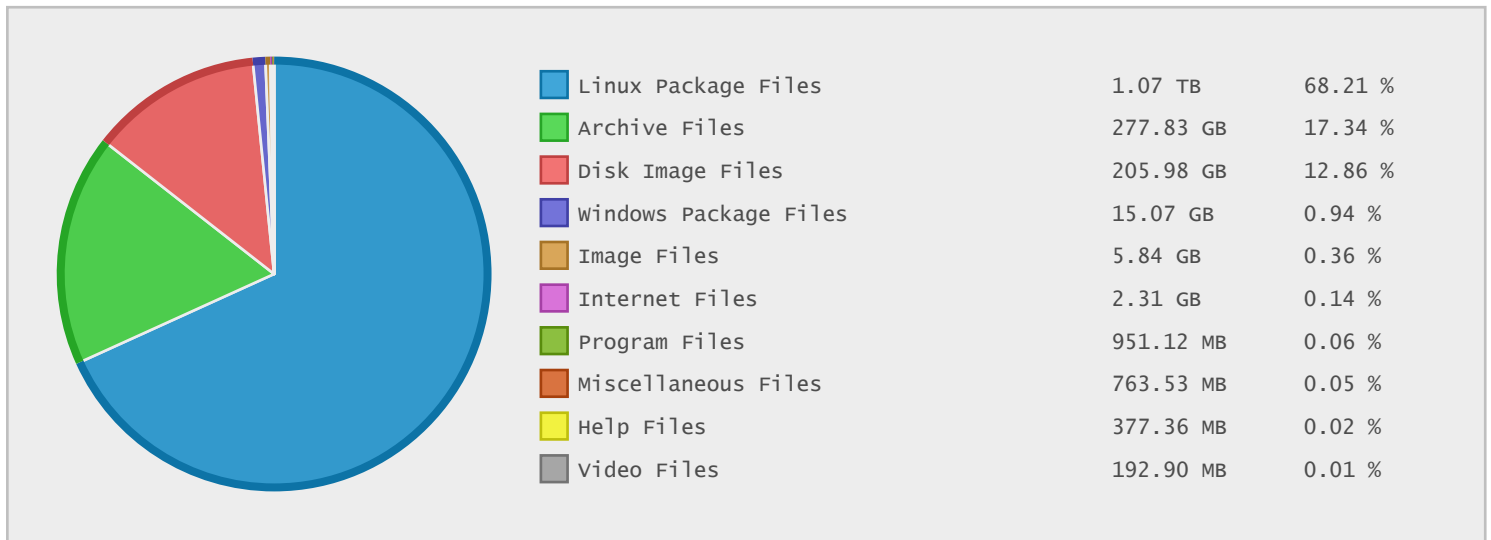 Linux Package Files 1.07 TB 68.21 %
Archive Files 277.83 GB 17.34 %
Disk Image Files 205.98 GB 12.86 %
Windows Package Files 15.07 GB 0.94 %
Image Files 5.84 GB 0.36 %
Internet Files 2.31 GB 0.14 %
Program Files 951.12 MB 0.06 %
Miscellaneous Files 763.53 MB 0.05 %
Help Files 377.36 MB 0.02 %
Video Files 192.90 MB 0.01 %